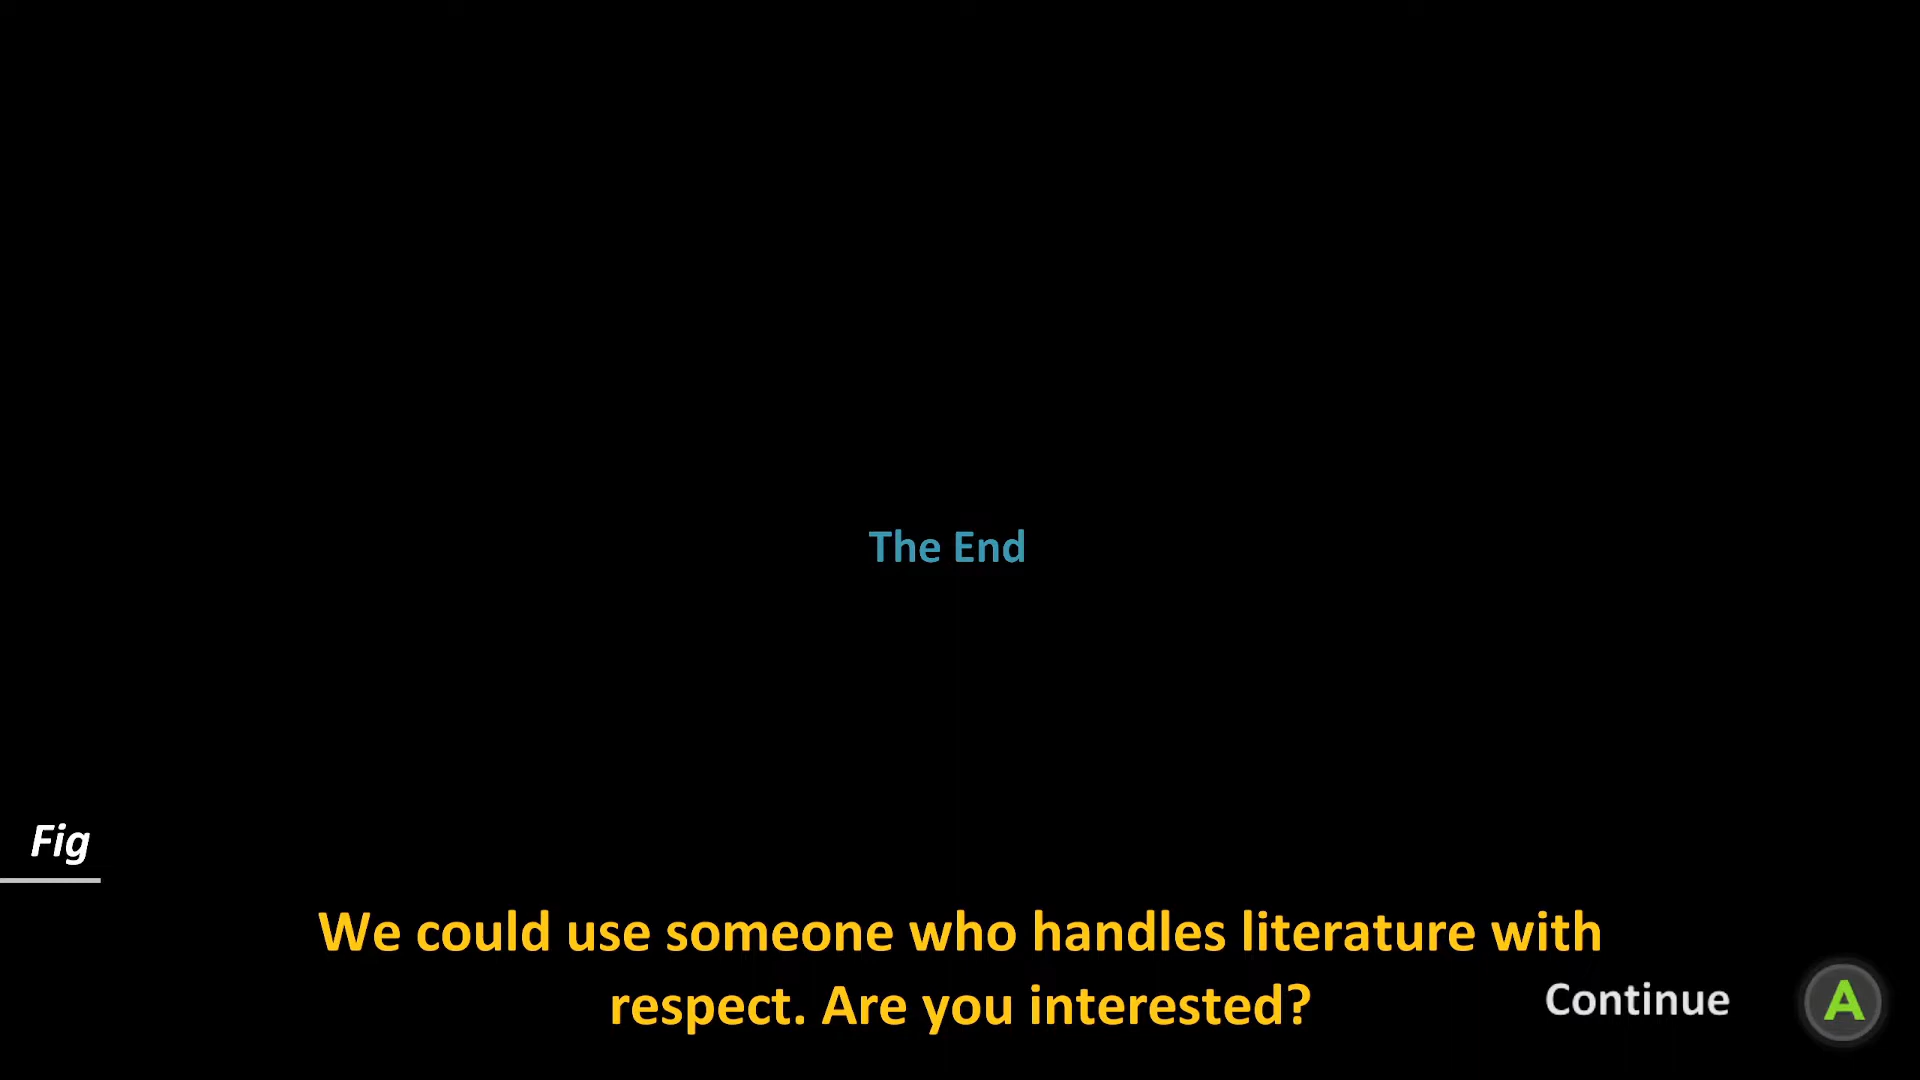 The End
Fig
We could use someone who handles literature with
respect. Are you interested?
Continue
A